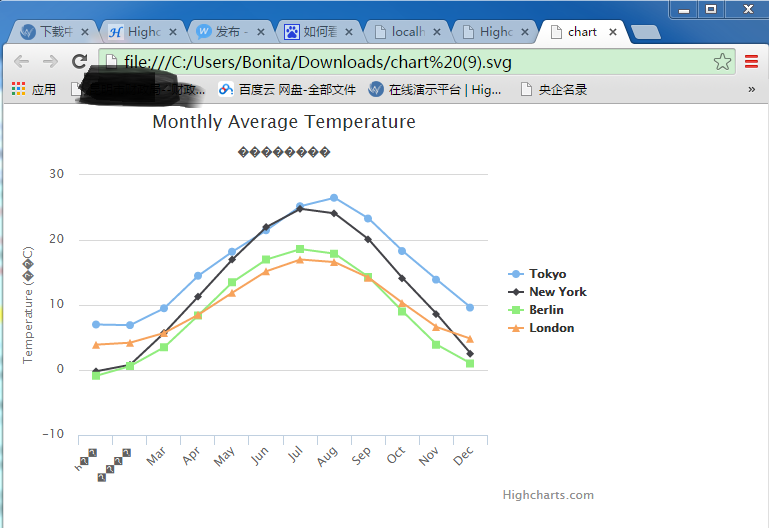 下载中
Highc
发布 -
如何看
localh
Highc
chart
file:///C:/Users/Bonita/Downloads/chart%20(9).svg
应用
财政...
百度云 网盘-全部文件
在线演示平台 | Hig...
央企名录
»
Monthly Average Temperature
��������
30
20
10
0
-10
Temperature (��C)
Mar
Apr
May
Jun
Jul
Aug
Sep
Oct
Nov
Dec
Tokyo
New York
Berlin
London
Highcharts.com